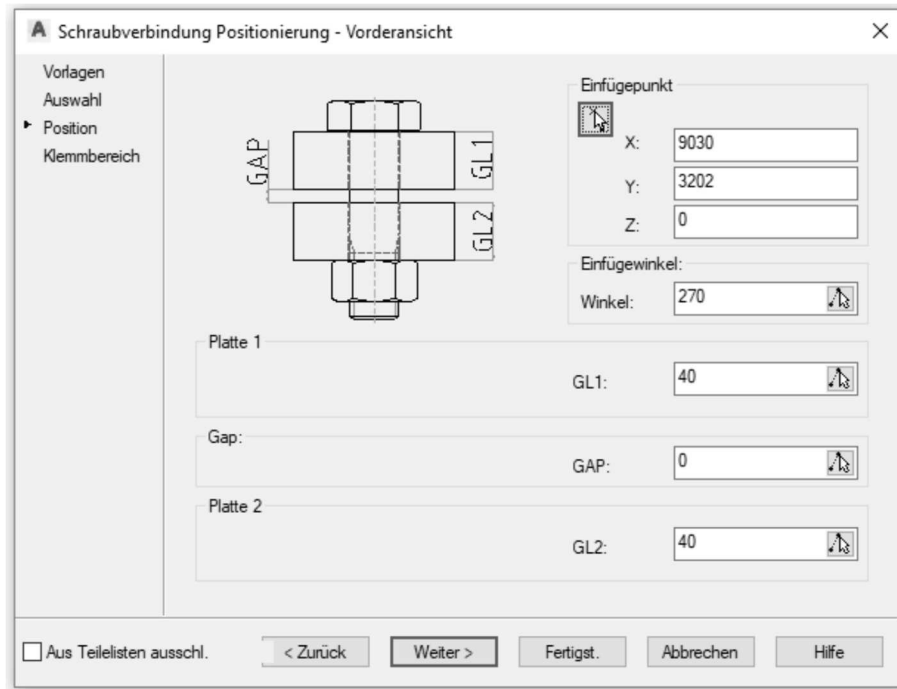 A Schraubverbindung Positionierung - Vorderansicht
Vorlagen
Auswahl
Position
Klemmbereich
GAP
GL1
GL2
Einfügepunkt
X: 9030
Y: 3202
Z: 0
Einfügewinkel:
Winkel: 270
Platte 1
GL1: 40
Gap:
GAP: 0
Platte 2
GL2: 40
Aus Teilelisten ausschl.
< Zurück
Weiter >
Fertigst.
Abbrechen
Hilfe